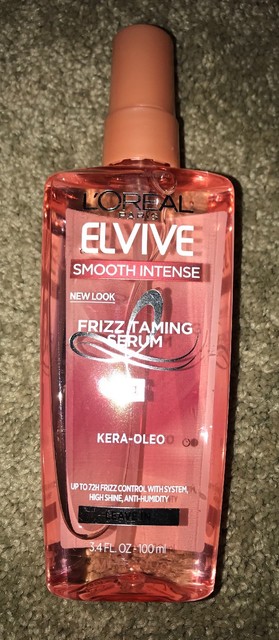 L'ORÉAL
PARIS
ELVIVE
SMOOTH INTENSE
NEW LOOK
FRIZZ TAMING
SERUM
KERA-OLEO
UP TO 72H FRIZZ CONTROL WITH SYSTEM,
HIGH SHINE, ANTI-HUMIDITY
3.4 FL. OZ - 100 ml